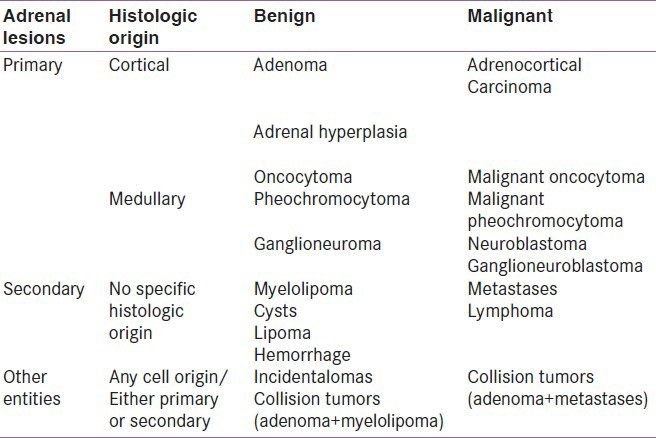 Adrenal Histologic Benign Malignant
lesions origin
Primary Cortical Adenoma Adrenocortical
Carcinoma
Adrenal hyperplasia
Oncocytoma Malignant oncocytoma
Medullary Pheochromocytoma Malignant
pheochromocytoma
Ganglioneuroma Neuroblastoma
Ganglioneuroblastoma
Secondary No specific Myelolipoma Metastases
histologic Cysts Lymphoma
origin Lipoma
Hemorrhage
Other Any cell origin/ Incidentalomas Collision tumors
entities Either primary Collision tumors (adenoma+metastases)
or secondary (adenoma+myelolipoma)